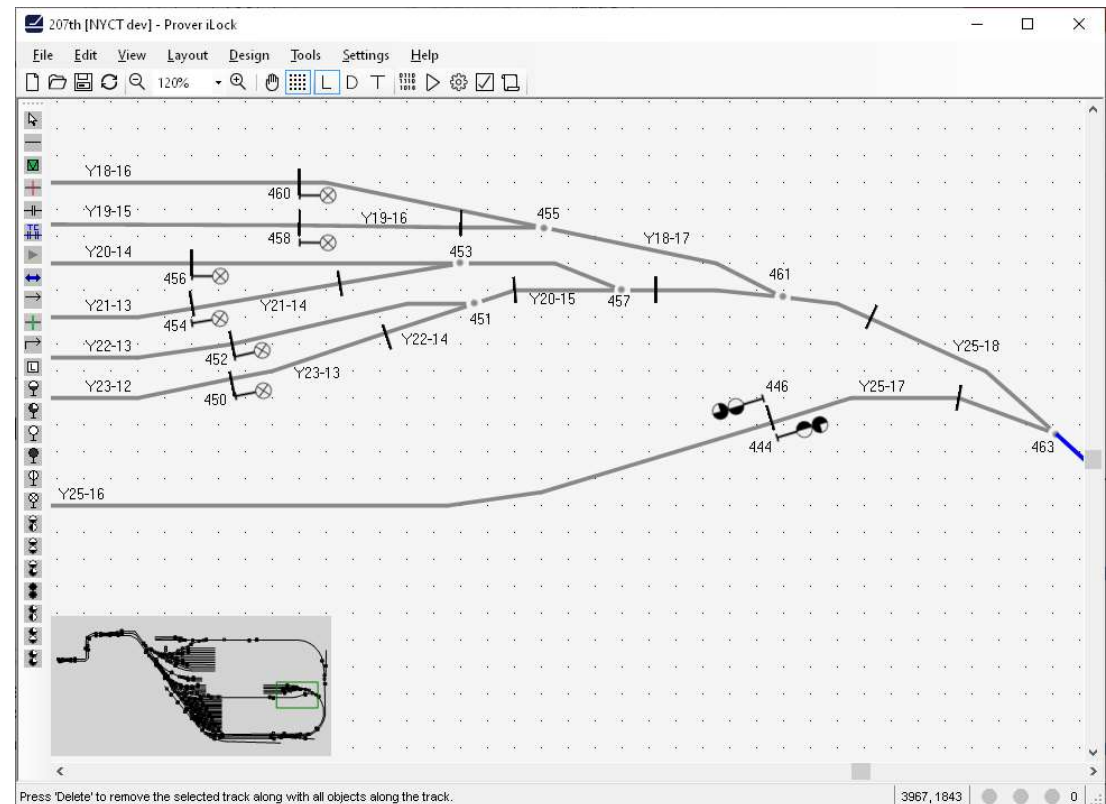 207th [NYCT dev] - Prover iLock
File Edit View Layout Design Tools Settings Help
120% L D T
TC
L
Y18-16
460
Y19-15
Y19-16
455
458
Y18-17
Y20-14
453
456
461
Y21-13
Y21-14
Y20-15
457
454
451
Y22-13
452
Y22-14
Y25-18
Y23-12
Y23-13
450
446
Y25-17
444
463
Y25-16
Press 'Delete' to remove the selected track along with all objects along the track.
3967, 1843
0